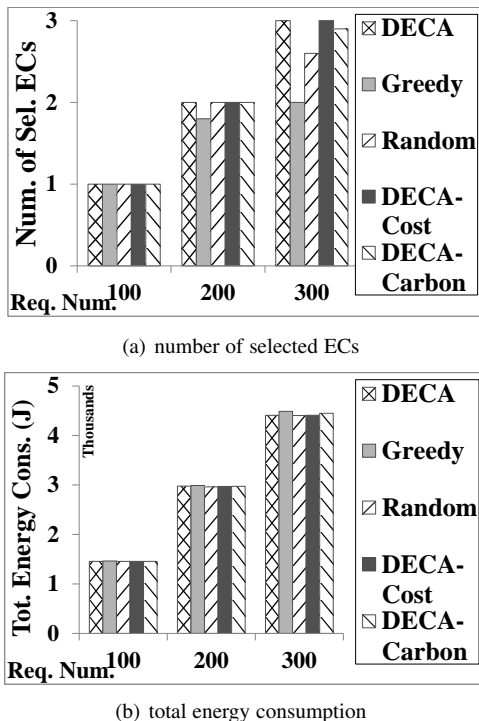 Num. of Sel. ECs
3
2
1
0
Req. Num.
100
200
300
DECA
Greedy
Random
DECA-
Cost
DECA-
Carbon
(a) number of selected ECs
Tot. Energy Cons. (J)
Thousands
5
4
3
2
1
0
Req. Num.
100
200
300
DECA
Greedy
Random
DECA-
Cost
DECA-
Carbon
(b) total energy consumption